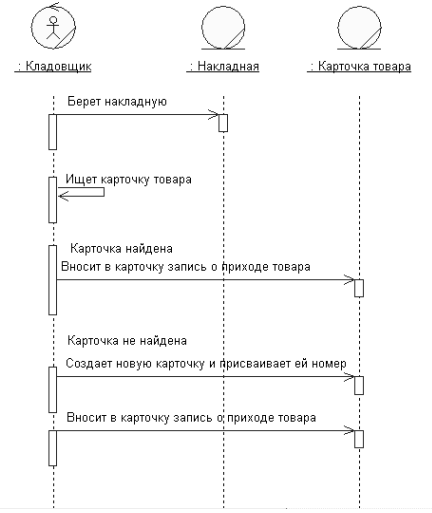 : Кладовщик
: Накладная
: Карточка товара
Берет накладную
Ищет карточку товара
Карточка найдена
Вносит в карточку запись о приходе товара
Карточка не найдена
Создает новую карточку и присваивает ей номер
Вносит в карточку запись о приходе товара